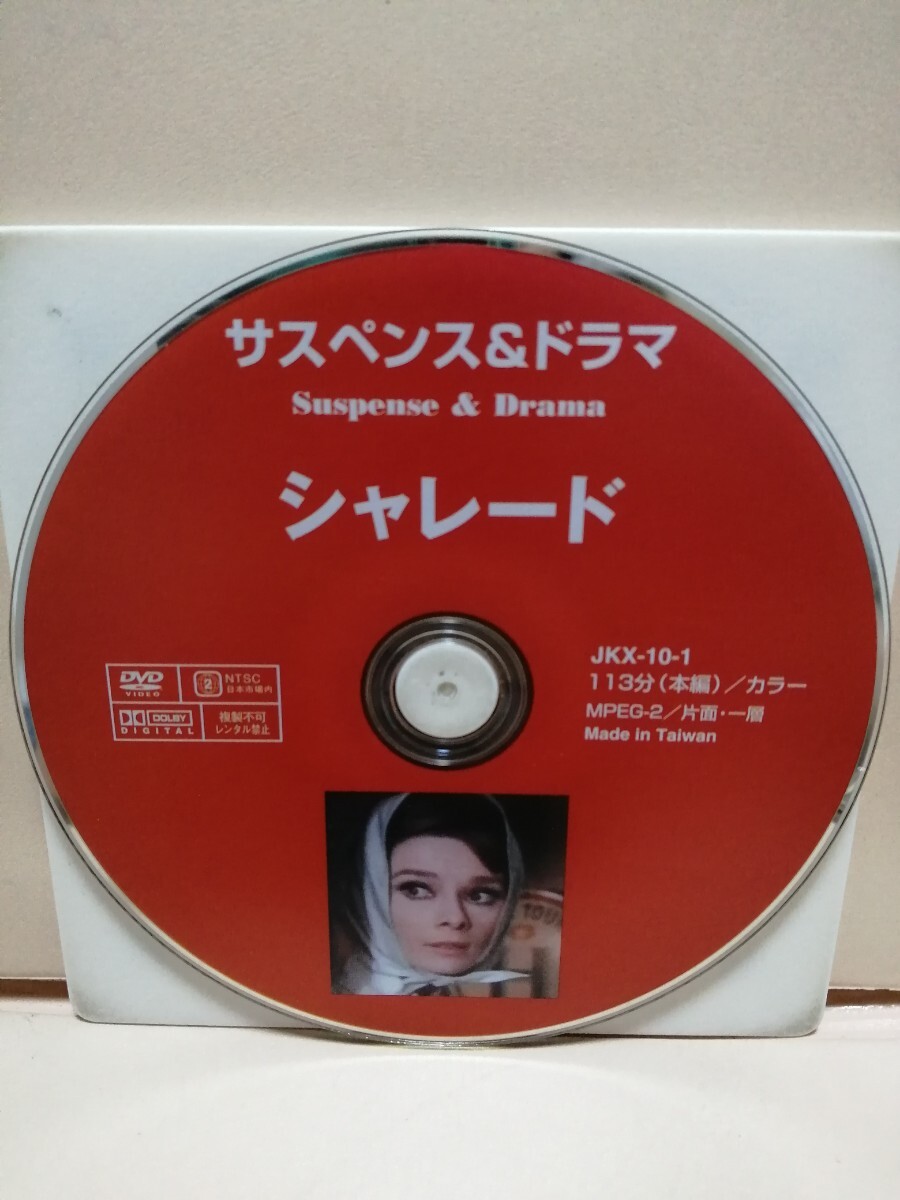 サスペンス&ドラマ
Suspense & Drama
シャレード
DVD
VIDEO
2
NTSC
日本市場内
DOLBY
DIGITAL
複製不可
レンタル禁止
JKX-10-1
113分(本編)/カラー
MPEG-2/片面・一層
Made in Taiwan